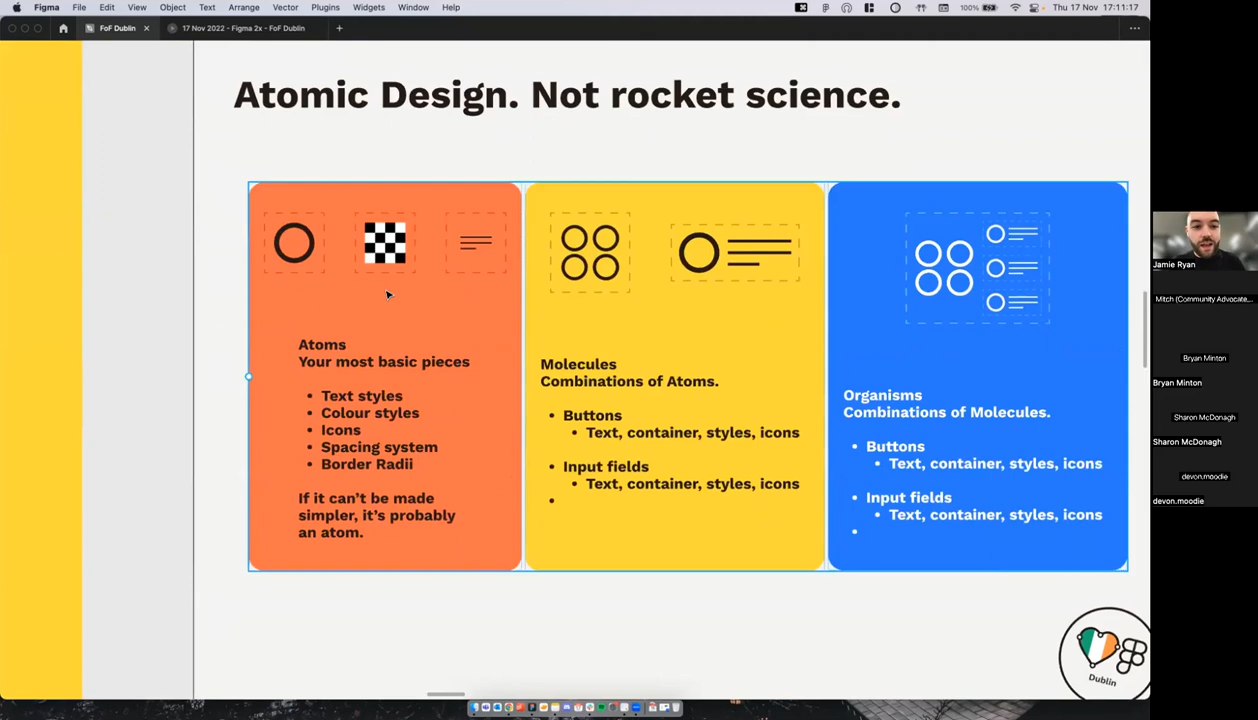 Figma File Edit View Object Text Arrange Vector Plugins Widgets Window Help
100% Thu 17 Nov 17:11:17
FoF Dublin
17 Nov 2022 - Figma 2x - FoF Dublin
Atomic Design. Not rocket science.
Atoms
Your most basic pieces
• Text styles
• Colour styles
• Icons
• Spacing system
• Border Radii
If it can't be made
simpler, it's probably
an atom.
Molecules
Combinations of Atoms.
• Buttons
• Text, container, styles, icons
• Input fields
• Text, container, styles, icons
•
Organisms
Combinations of Molecules.
• Buttons
• Text, container, styles, icons
• Input fields
• Text, container, styles, icons
•
Dublin
Jamie Ryan
Mitch (Community Advocate,...
Bryan Minton
Bryan Minton
Sharon McDonagh
Sharon McDonagh
devon.moodie
devon.moodie